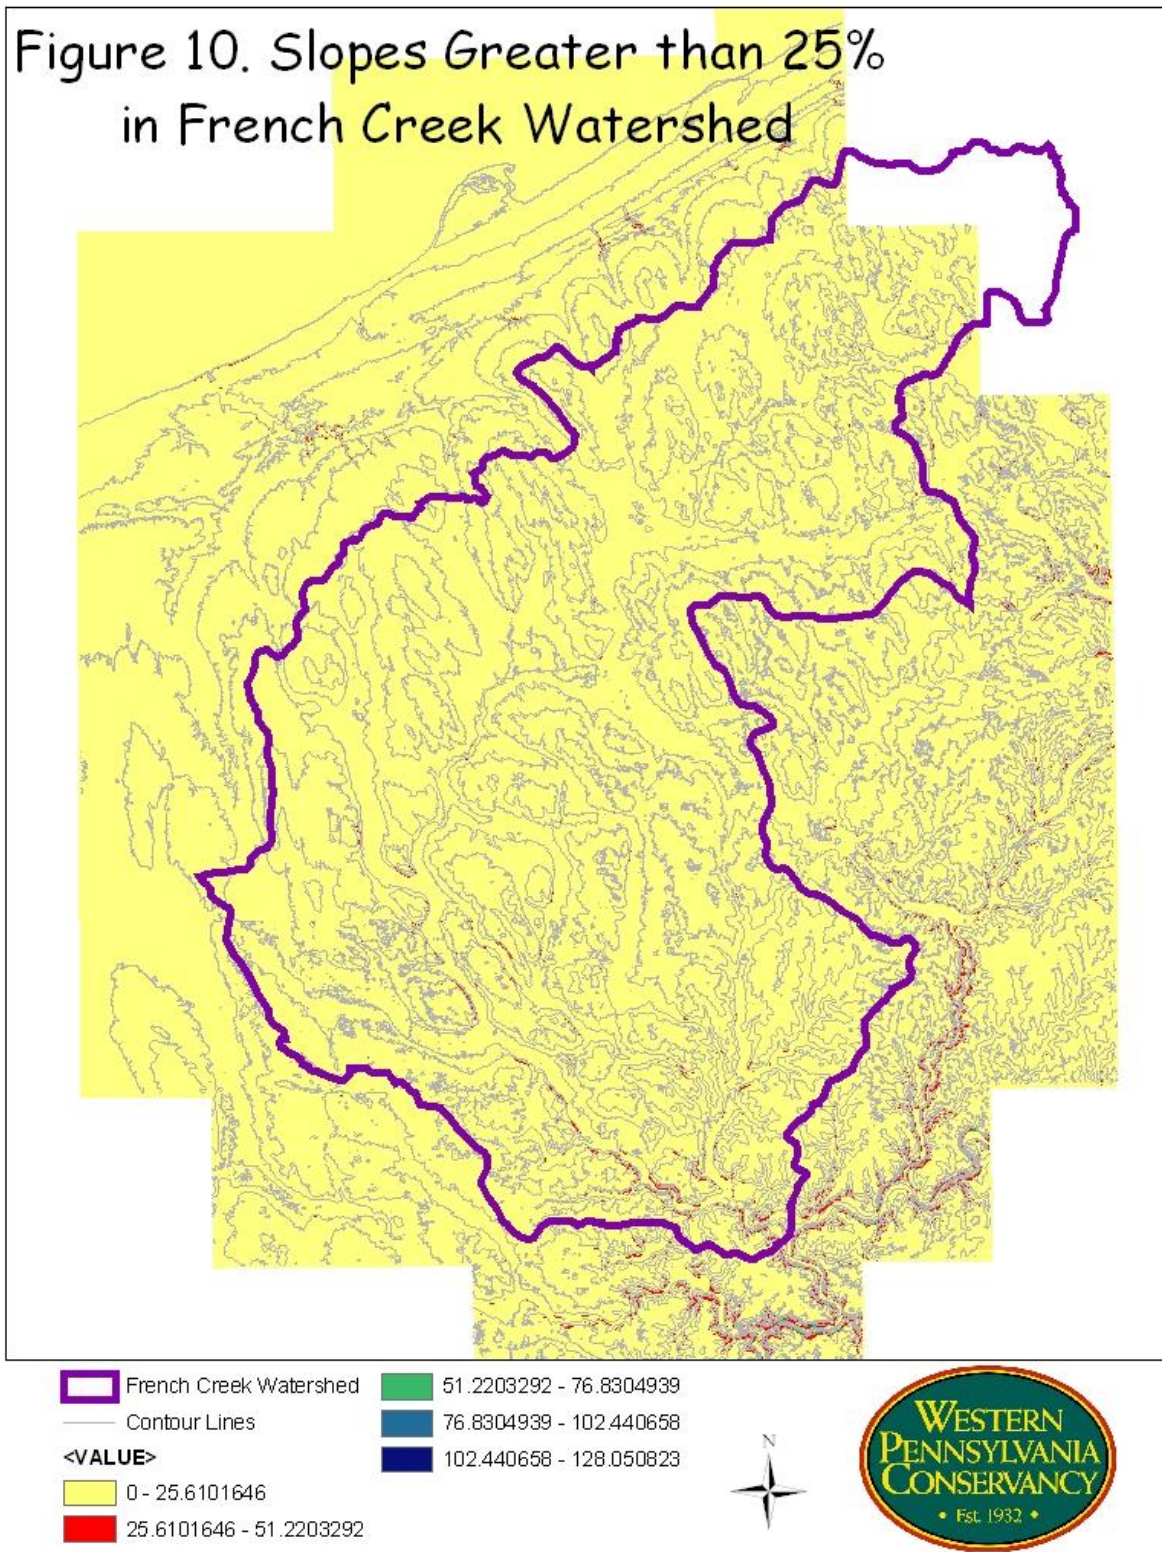 Figure 10. Slopes Greater than 25%
in French Creek Watershed
French Creek Watershed
Contour Lines
<VALUE>
0 - 25.6101646
25.6101646 - 51.2203292
51.2203292 - 76.8304939
76.8304939 - 102.440658
102.440658 - 128.050823
N
WESTERN
PENNSYLVANIA
CONSERVANCY
• Est. 1932 •